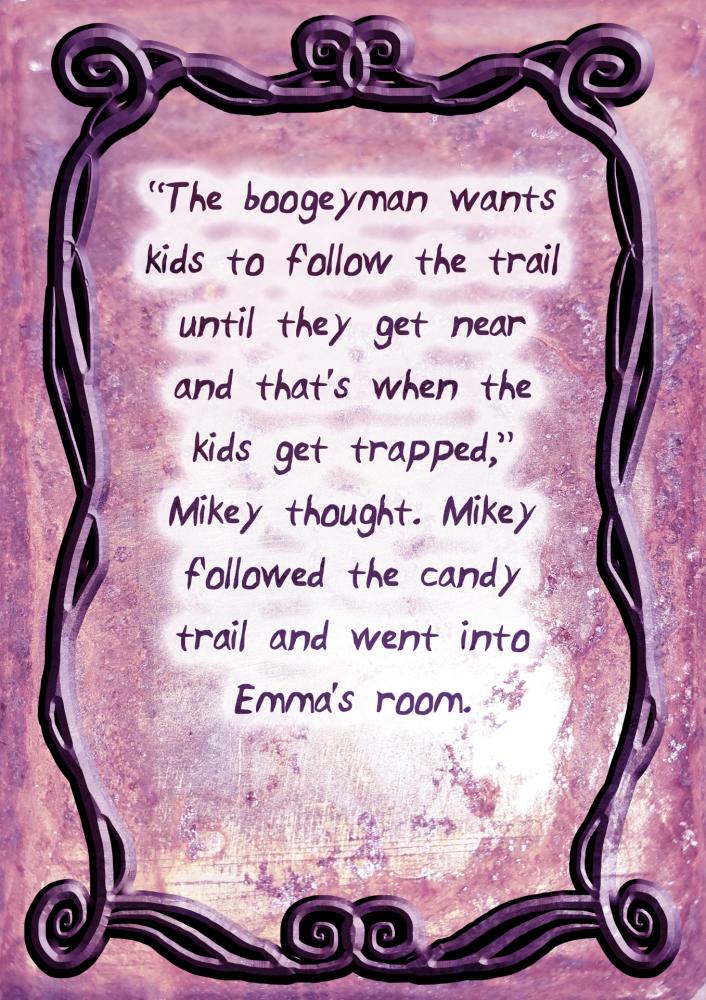 “The boogeyman wants
kids to follow the trail
until they get near
and that's when the
kids get trapped,”
Mikey thought. Mikey
followed the candy
trail and went into
Emma's room.